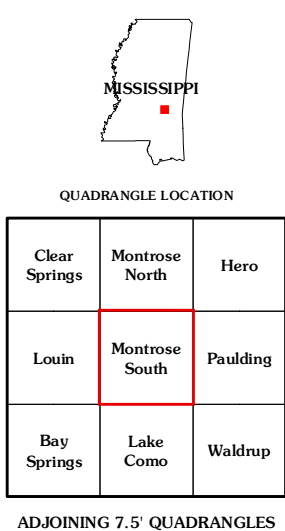 MISSISSIPPI
QUADRANGLE LOCATION
Clear
Springs
Montrose
North
Hero
Louin
Montrose
South
Paulding
Bay
Springs
Lake
Como
Waldrup
ADJOINING 7.5' QUADRANGLES